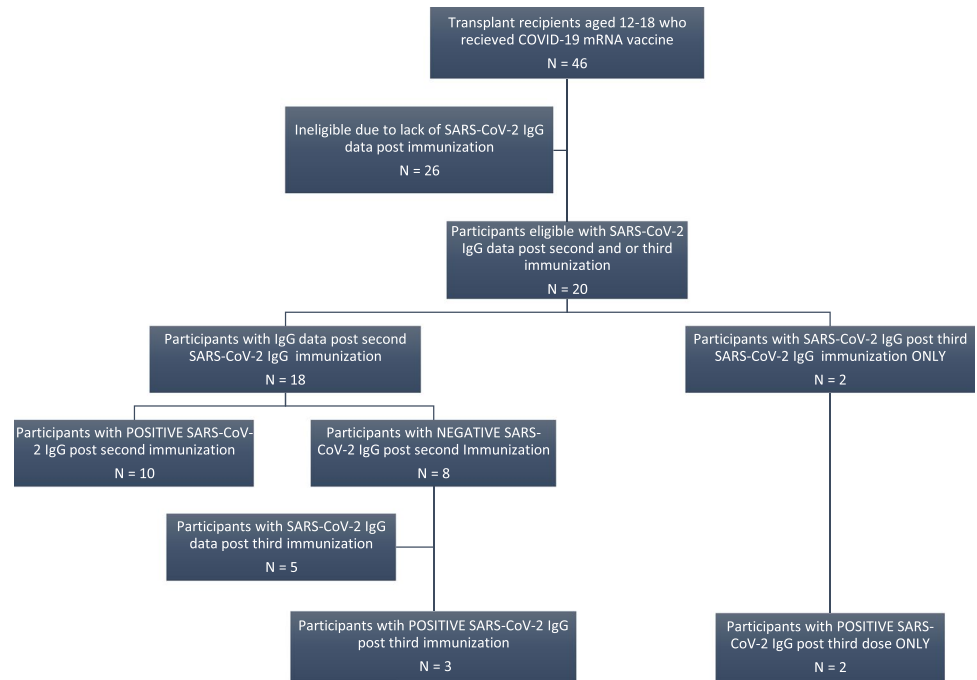 Transplant recipients aged 12-18 who
recieved COVID-19 mRNA vaccine
N = 46
Ineligible due to lack of SARS-CoV-2 IgG
data post immunization
N = 26
Participants eligible with SARS-CoV-2
IgG data post second and or third
immunization
N = 20
Participants with IgG data post second
SARS-CoV-2 IgG immunization
N = 18
Participants with SARS-CoV-2 IgG post third
SARS-CoV-2 IgG immunization ONLY
N = 2
Participants with POSITIVE SARS-CoV-
2 IgG post second immunization
N = 10
Participants with NEGATIVE SARS-
CoV-2 IgG post second Immunization
N = 8
Participants with SARS-CoV-2 IgG
data post third immunization
N = 5
Participants wtih POSITIVE SARS-CoV-2 IgG
post third immunization
N = 3
Participants with POSITIVE SARS-
CoV-2 IgG post third dose ONLY
N = 2